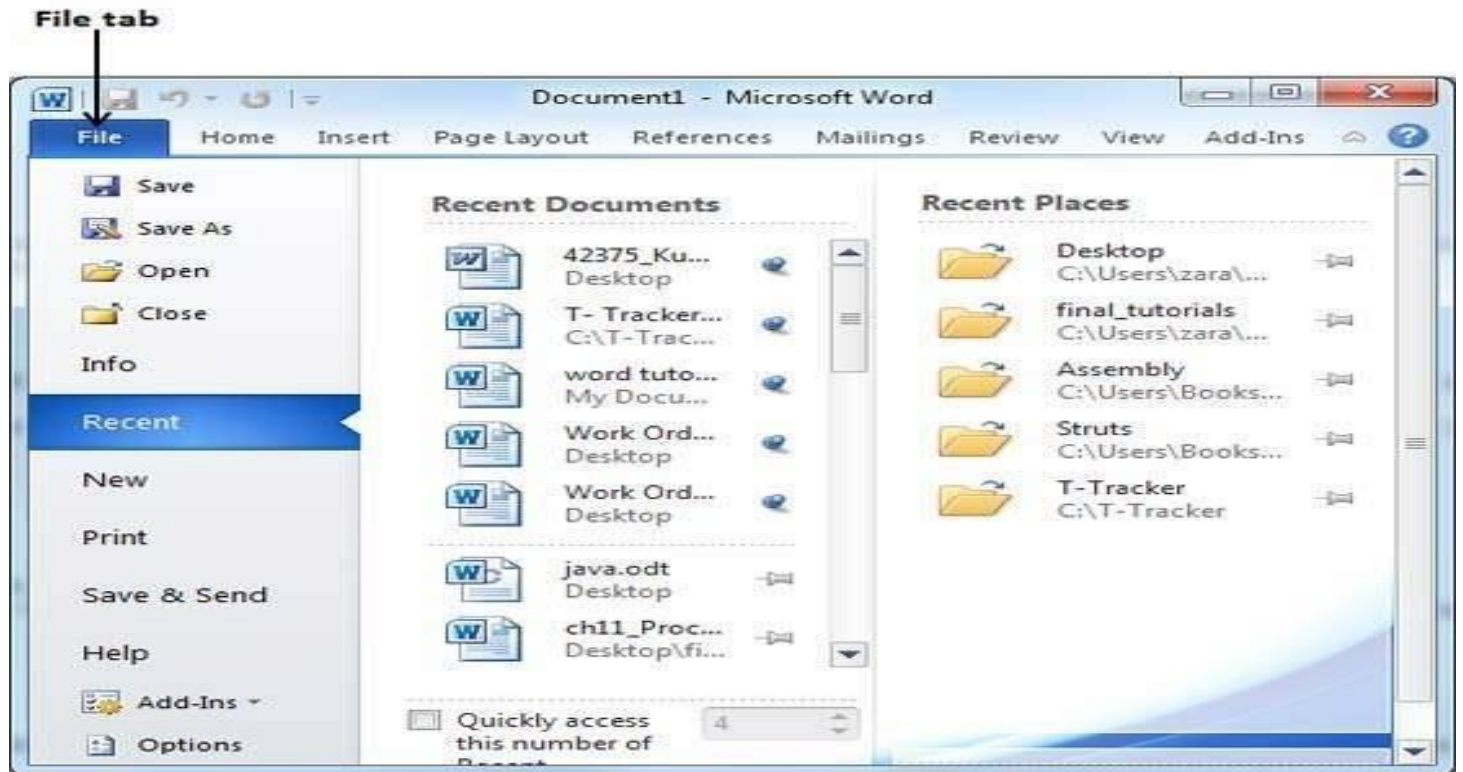 File tab
Document1 - Microsoft Word
File Home Insert Page Layout References Mailings Review View Add-Ins
Save
Save As
Open
Close
Info
Recent
New
Print
Save & Send
Help
Add-Ins
Options
Recent Documents
42375_Ku...
Desktop
T- Tracker...
C:\T-Trac...
word tuto...
My Docu...
Work Ord...
Desktop
Work Ord...
Desktop
java.odt
Desktop
ch11_Proc...
Desktop\fi...
Quickly access 4
this number of
Recent
Recent Places
Desktop
C:\Users\zara\...
final_tutorials
C:\Users\zara\...
Assembly
C:\Users\Books...
Struts
C:\Users\Books...
T-Tracker
C:\T-Tracker